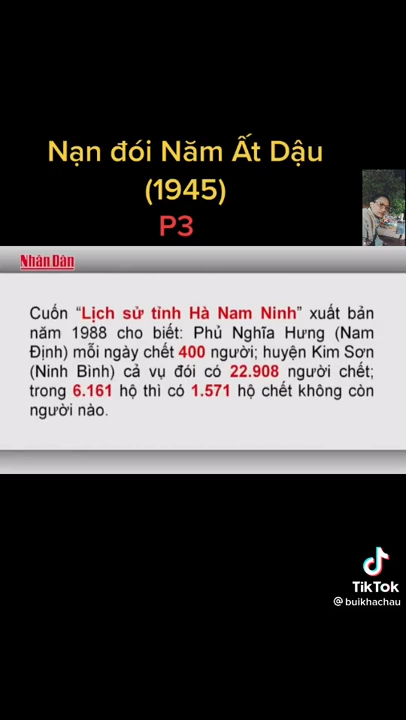 Nạn đói Năm Ất Dậu
(1945)
P3
Nhân Dân
Cuốn “Lịch sử tỉnh Hà Nam Ninh” xuất bản
năm 1988 cho biết: Phủ Nghĩa Hưng (Nam
Định) mỗi ngày chết 400 người; huyện Kim Sơn
(Ninh Bình) cả vụ đói có 22.908 người chết;
trong 6.161 hộ thì có 1.571 hộ chết không còn
người nào.
TikTok
@buikhachau